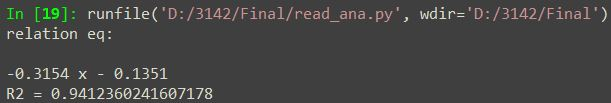 In [19]: runfile('D:/3142/Final/read_ana.py', wdir='D:/3142/Final')
relation eq:
-0.3154 x - 0.1351
R2 = 0.9412360241607178